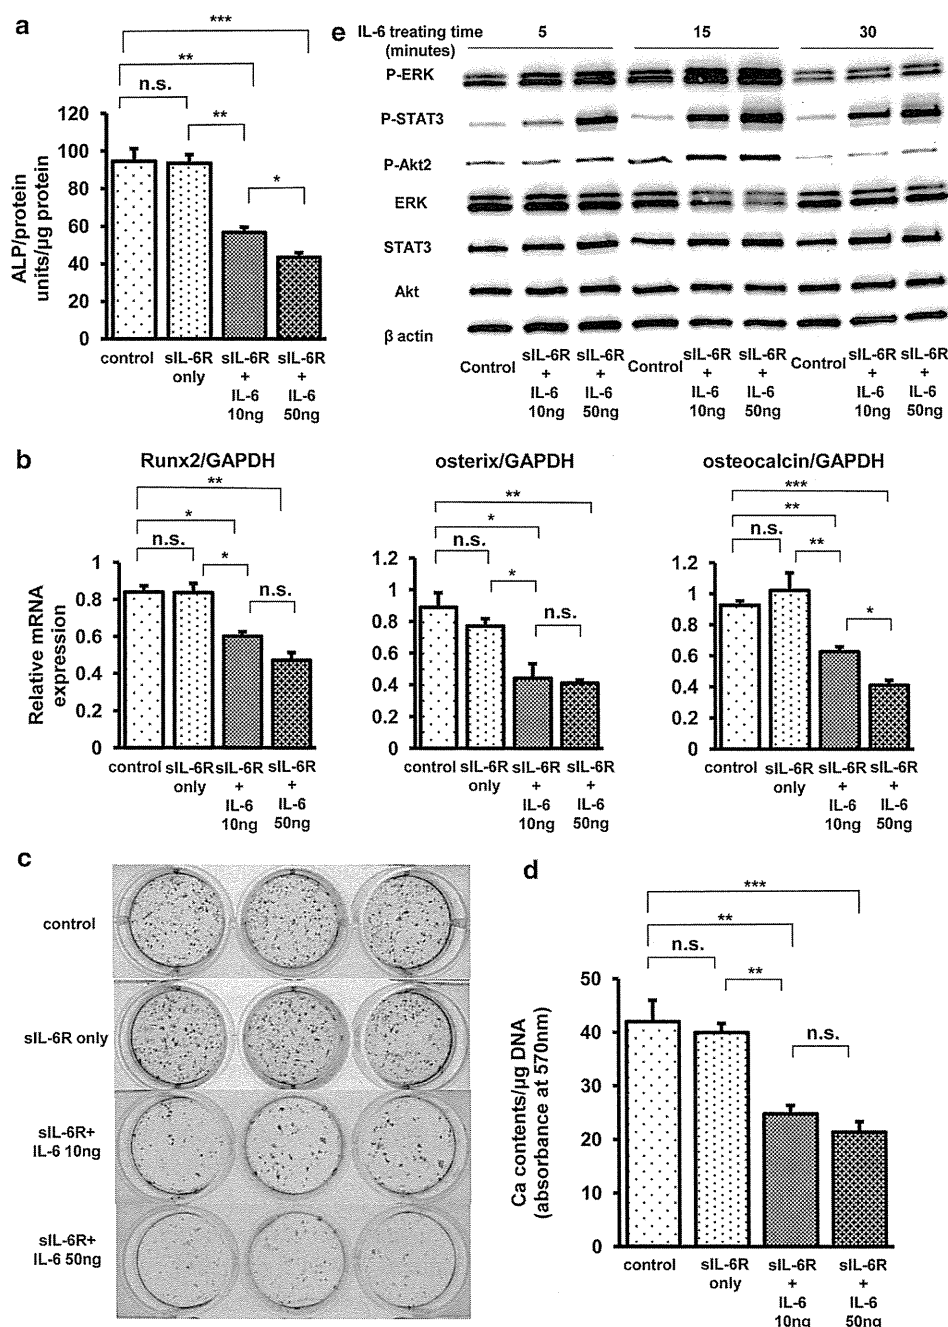 a
***
**
n.s.
**
*
120
100
80
60
40
20
0
ALP/protein
units/µg protein
control
sIL-6R
only
sIL-6R
+
IL-6
10ng
sIL-6R
+
IL-6
50ng
e
IL-6 treating time
(minutes)
5
15
30
P-ERK
P-STAT3
P-Akt2
ERK
STAT3
Akt
β actin
Control
sIL-6R
+
IL-6
10ng
sIL-6R
+
IL-6
50ng
Control
sIL-6R
+
IL-6
10ng
sIL-6R
+
IL-6
50ng
Control
sIL-6R
+
IL-6
10ng
sIL-6R
+
IL-6
50ng
b
Runx2/GAPDH
**
*
n.s.
*
n.s.
1
0.8
0.6
0.4
0.2
0
Relative mRNA
expression
control
sIL-6R
only
sIL-6R
+
IL-6
10ng
sIL-6R
+
IL-6
50ng
osterix/GAPDH
**
*
n.s.
*
n.s.
1.2
1
0.8
0.6
0.4
0.2
0
control
sIL-6R
only
sIL-6R
+
IL-6
10ng
sIL-6R
+
IL-6
50ng
osteocalcin/GAPDH
***
**
n.s.
**
*
1.2
1
0.8
0.6
0.4
0.2
0
control
sIL-6R
only
sIL-6R
+
IL-6
10ng
sIL-6R
+
IL-6
50ng
c
control
sIL-6R only
sIL-6R+
IL-6 10ng
sIL-6R+
IL-6 50ng
d
***
**
n.s.
**
n.s.
50
40
30
20
10
0
Ca contents/µg DNA
(absorbance at 570nm)
control
sIL-6R
only
sIL-6R
+
IL-6
10ng
sIL-6R
+
IL-6
50ng